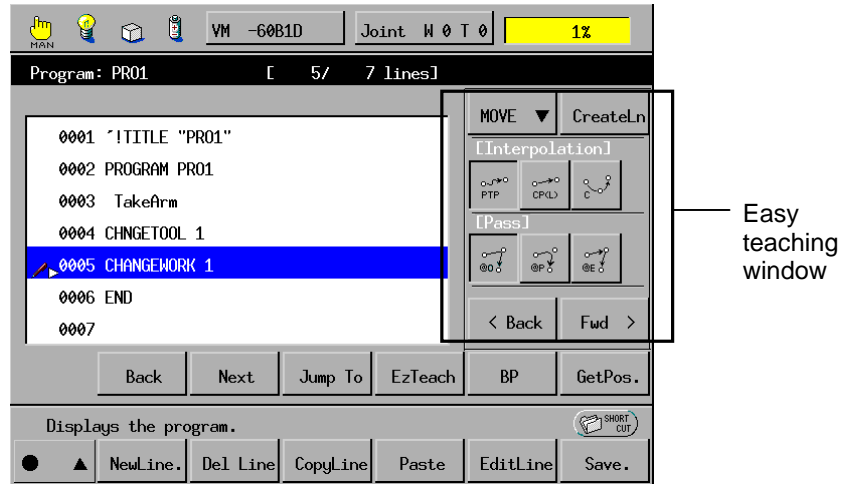 MAN VM -60B1D Joint W 0 T 0 1%
Program: PRO1 [ 5/ 7 lines]
MOVE ▼ CreateLn
0001 ´!TITLE "PRO1"
[Interpolation]
0002 PROGRAM PRO1
PTP CP(L) C
0003 TakeArm
[Pass]
0004 CHNGETOOL 1
@0 @P @E
0005 CHANGEWORK 1
0006 END
< Back Fwd >
0007
Easy
teaching
window
Back Next Jump To EzTeach BP GetPos.
Displays the program.
SHORT
CUT
● ▲ NewLine. Del Line CopyLine Paste EditLine Save.